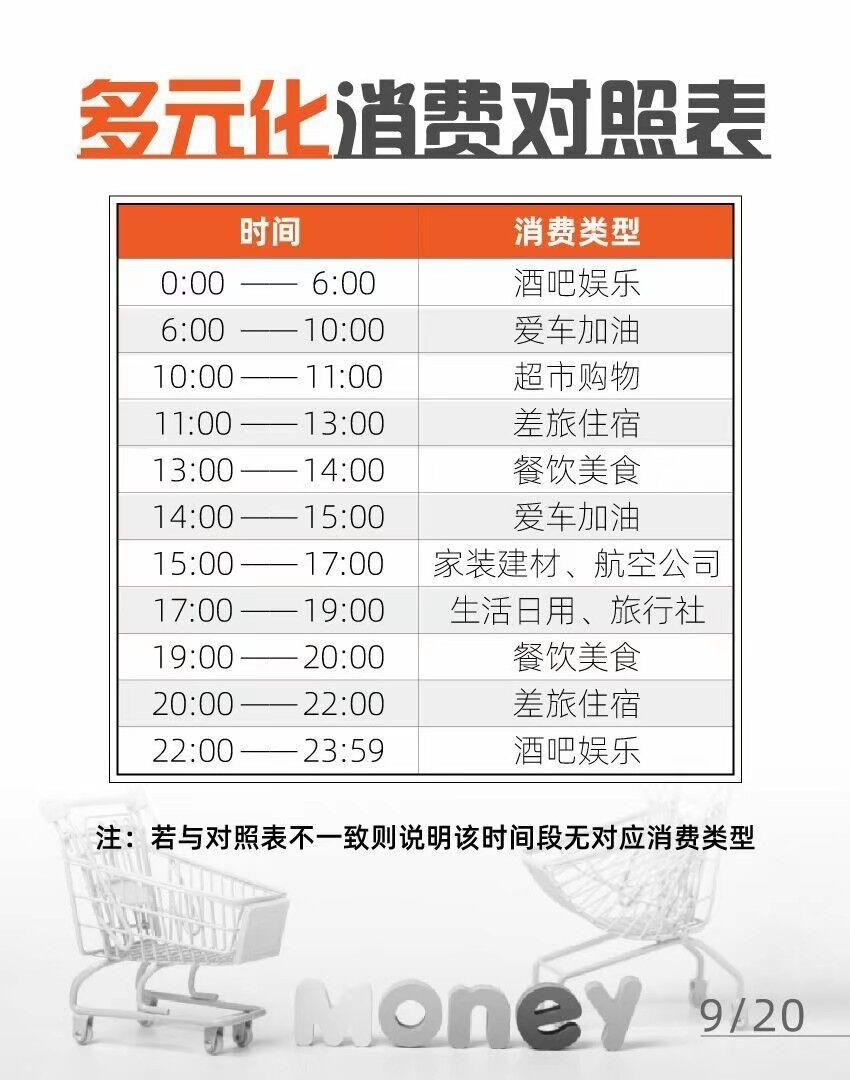 多元化消费对照表
时间 消费类型
0:00 —— 6:00 酒吧娱乐
6:00 ——10:00 爱车加油
10:00——11:00 超市购物
11:00——13:00 差旅住宿
13:00——14:00 餐饮美食
14:00——15:00 爱车加油
15:00——17:00 家装建材、航空公司
17:00——19:00 生活日用、旅行社
19:00——20:00 餐饮美食
20:00——22:00 差旅住宿
22:00——23:59 酒吧娱乐
注：若与对照表不一致则说明该时间段无对应消费类型
money
9/20